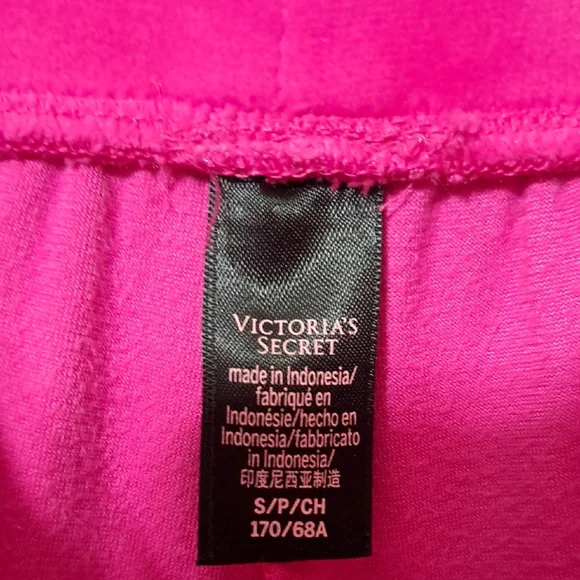 VICTORIA'S
SECRET
made in Indonesia/
fabriqué en
Indonésie/hecho en
Indonesia/fabbricato
in Indonesia/
印度尼西亚制造
S/P/CH
170/68A